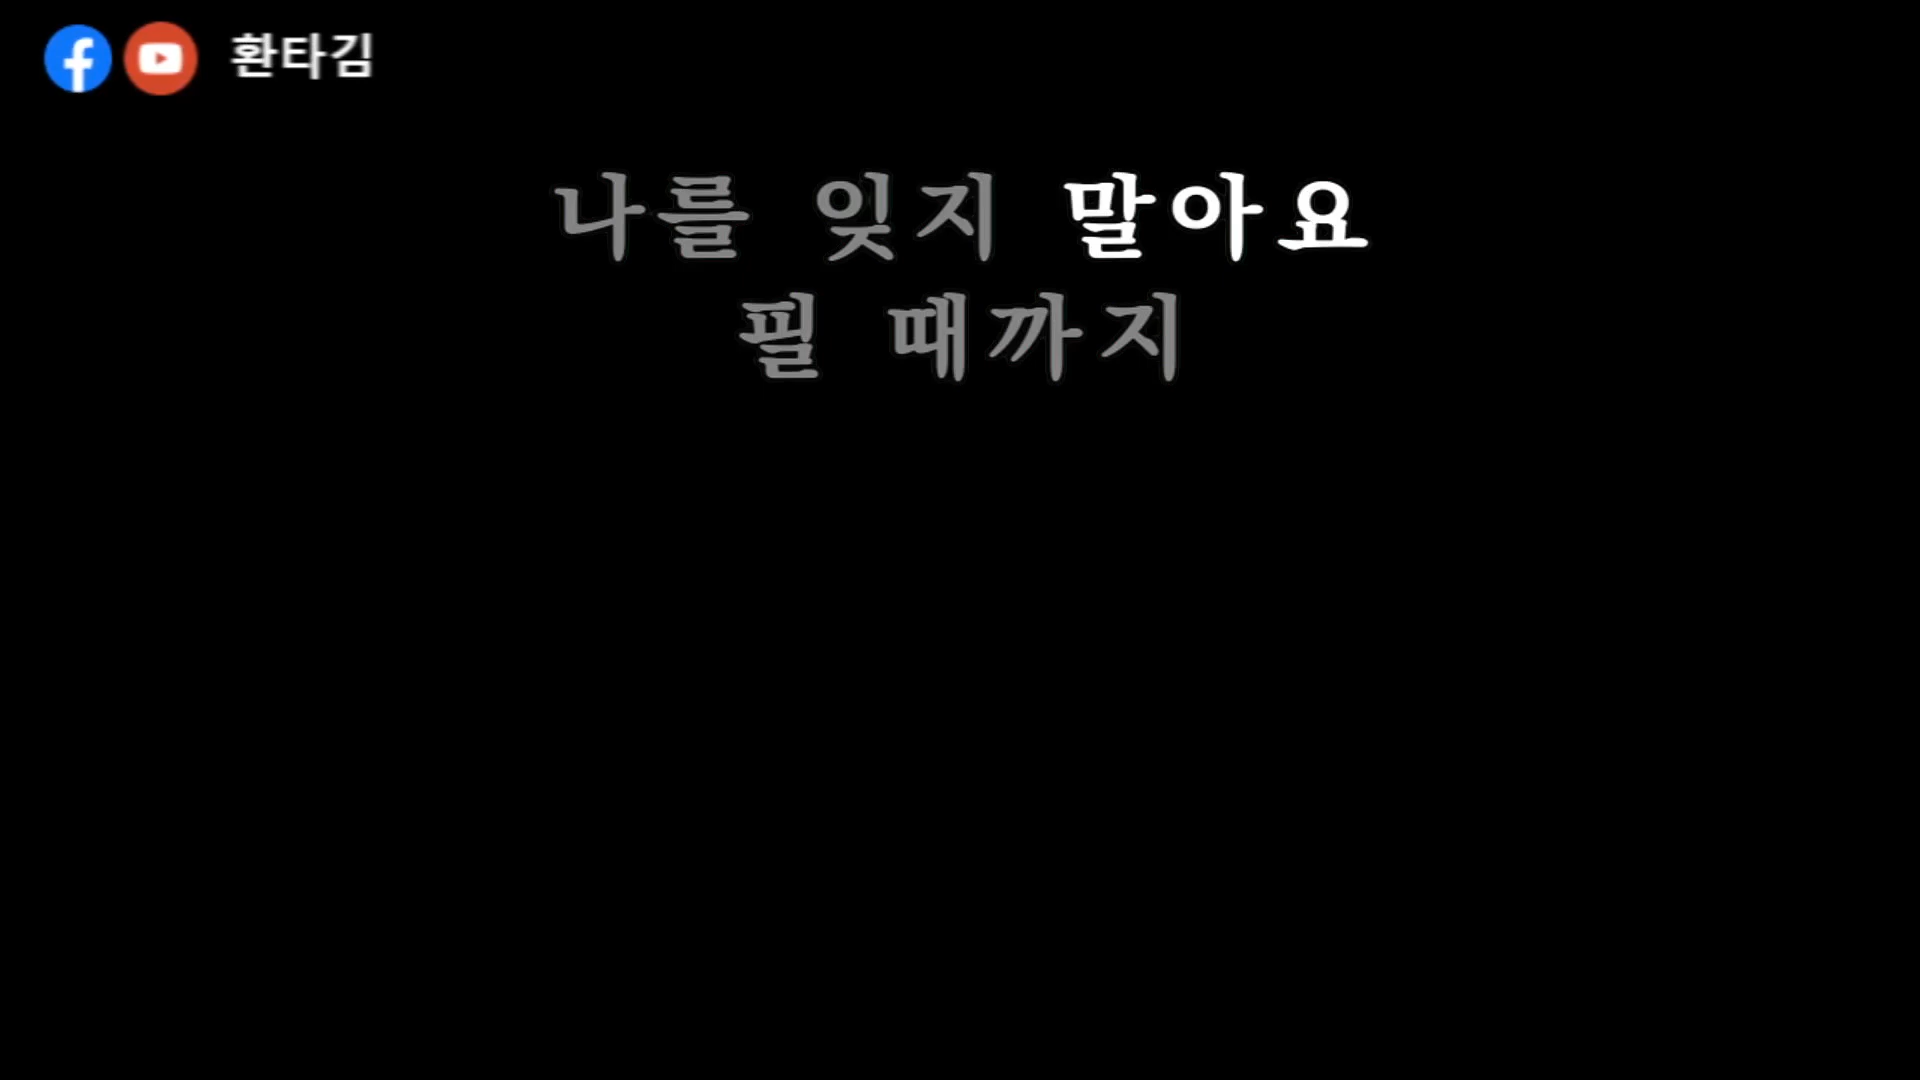 환타김
나를 잊지 말아요
필 때까지